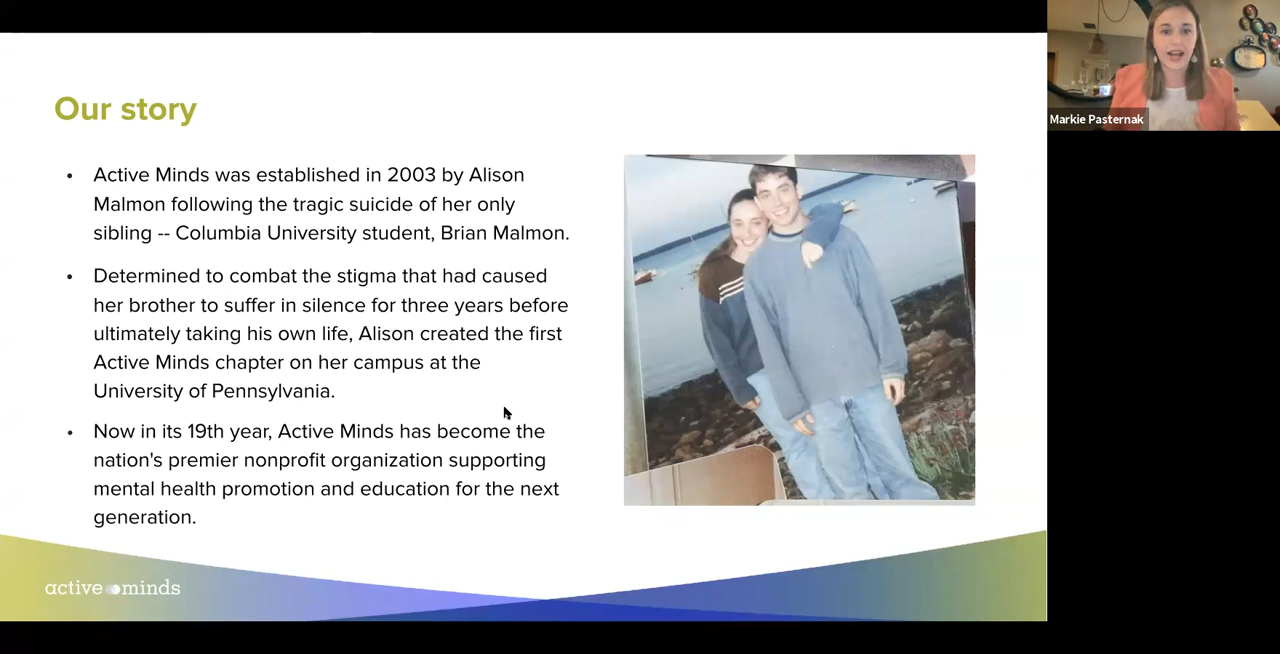 Our story
• Active Minds was established in 2003 by Alison
Malmon following the tragic suicide of her only
sibling -- Columbia University student, Brian Malmon.
• Determined to combat the stigma that had caused
her brother to suffer in silence for three years before
ultimately taking his own life, Alison created the first
Active Minds chapter on her campus at the
University of Pennsylvania.
• Now in its 19th year, Active Minds has become the
nation's premier nonprofit organization supporting
mental health promotion and education for the next
generation.
active minds
Markie Pasternak